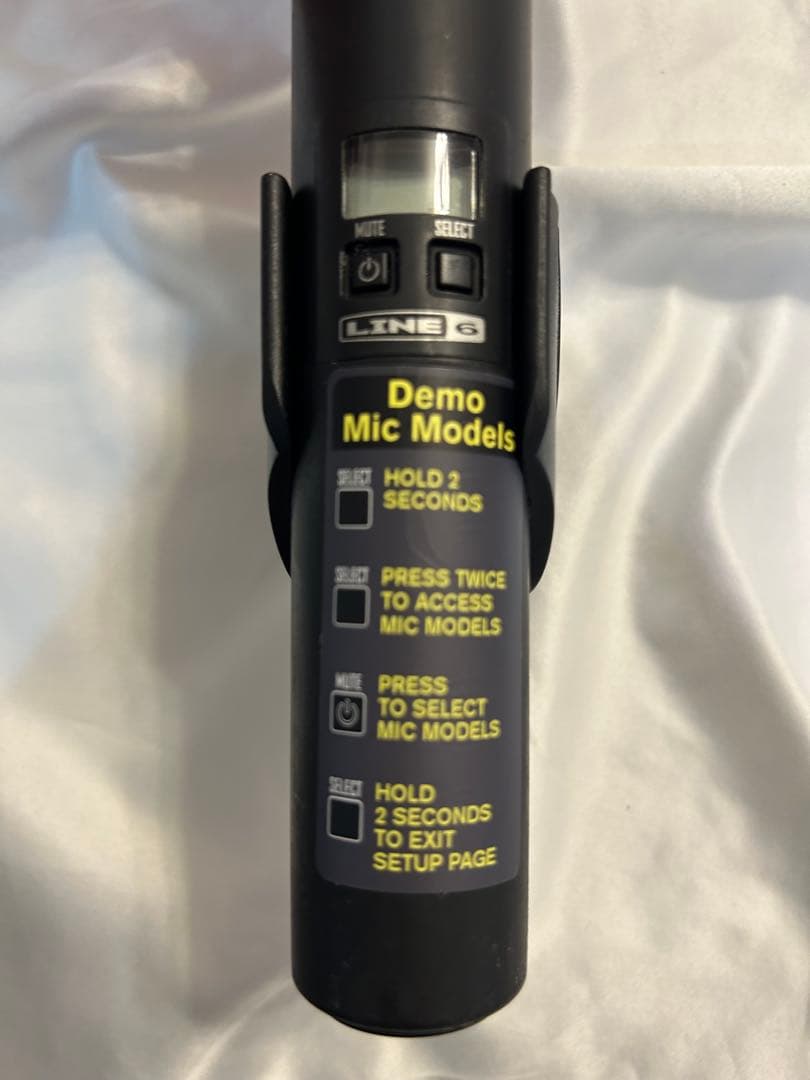 MUTE SELECT
LINE 6
Demo
Mic Models
SELECT
HOLD 2
SECONDS
SELECT
PRESS TWICE
TO ACCESS
MIC MODELS
MUTE
PRESS
TO SELECT
MIC MODELS
SELECT
HOLD
2 SECONDS
TO EXIT
SETUP PAGE